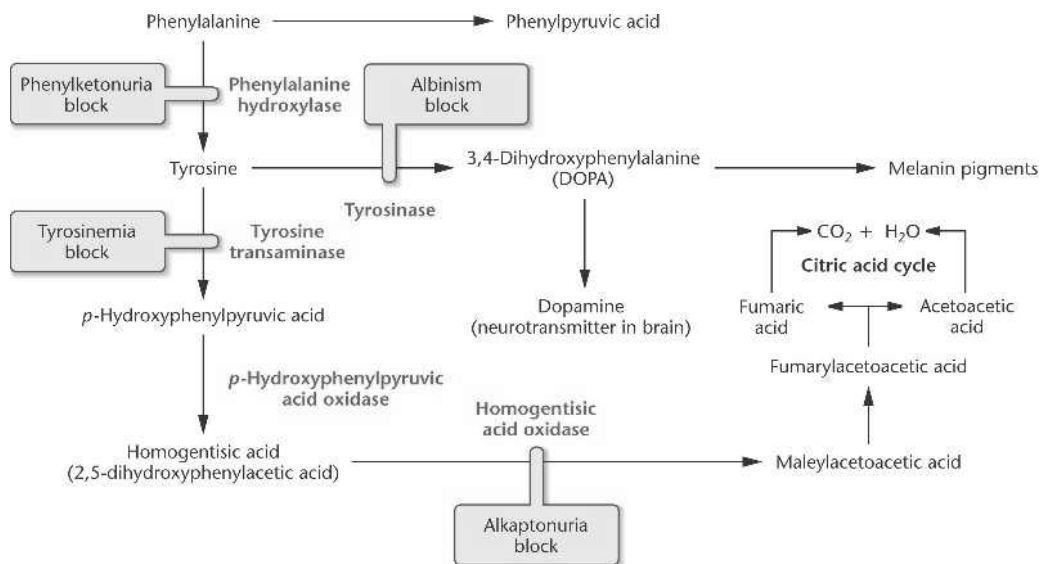 Phenylalanine
Phenylpyruvic acid
Phenylketonuria
block
Phenylalanine
hydroxylase
Albinism
block
Tyrosine
3,4-Dihydroxyphenylalanine
(DOPA)
Melanin pigments
Tyrosinase
Tyrosinemia
block
Tyrosine
transaminase
CO2 + H2O
Citric acid cycle
p-Hydroxyphenylpyruvic acid
Dopamine
(neurotransmitter in brain)
Fumaric
acid
Acetoacetic
acid
Fumarylacetoacetic acid
p-Hydroxyphenylpyruvic
acid oxidase
Homogentisic
acid oxidase
Homogentisic acid
(2,5-dihydroxyphenylacetic acid)
Maleylacetoacetic acid
Alkaptonuria
block